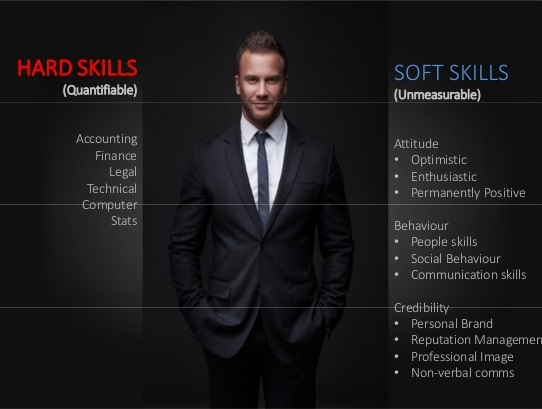 HARD SKILLS
(Quantifiable)
Accounting
Finance
Legal
Technical
Computer
Stats
SOFT SKILLS
(Unmeasurable)
Attitude
• Optimistic
• Enthusiastic
• Permanently Positive
Behaviour
• People skills
• Social Behaviour
• Communication skills
Credibility
• Personal Brand
• Reputation Managemen
• Professional Image
• Non-verbal comms